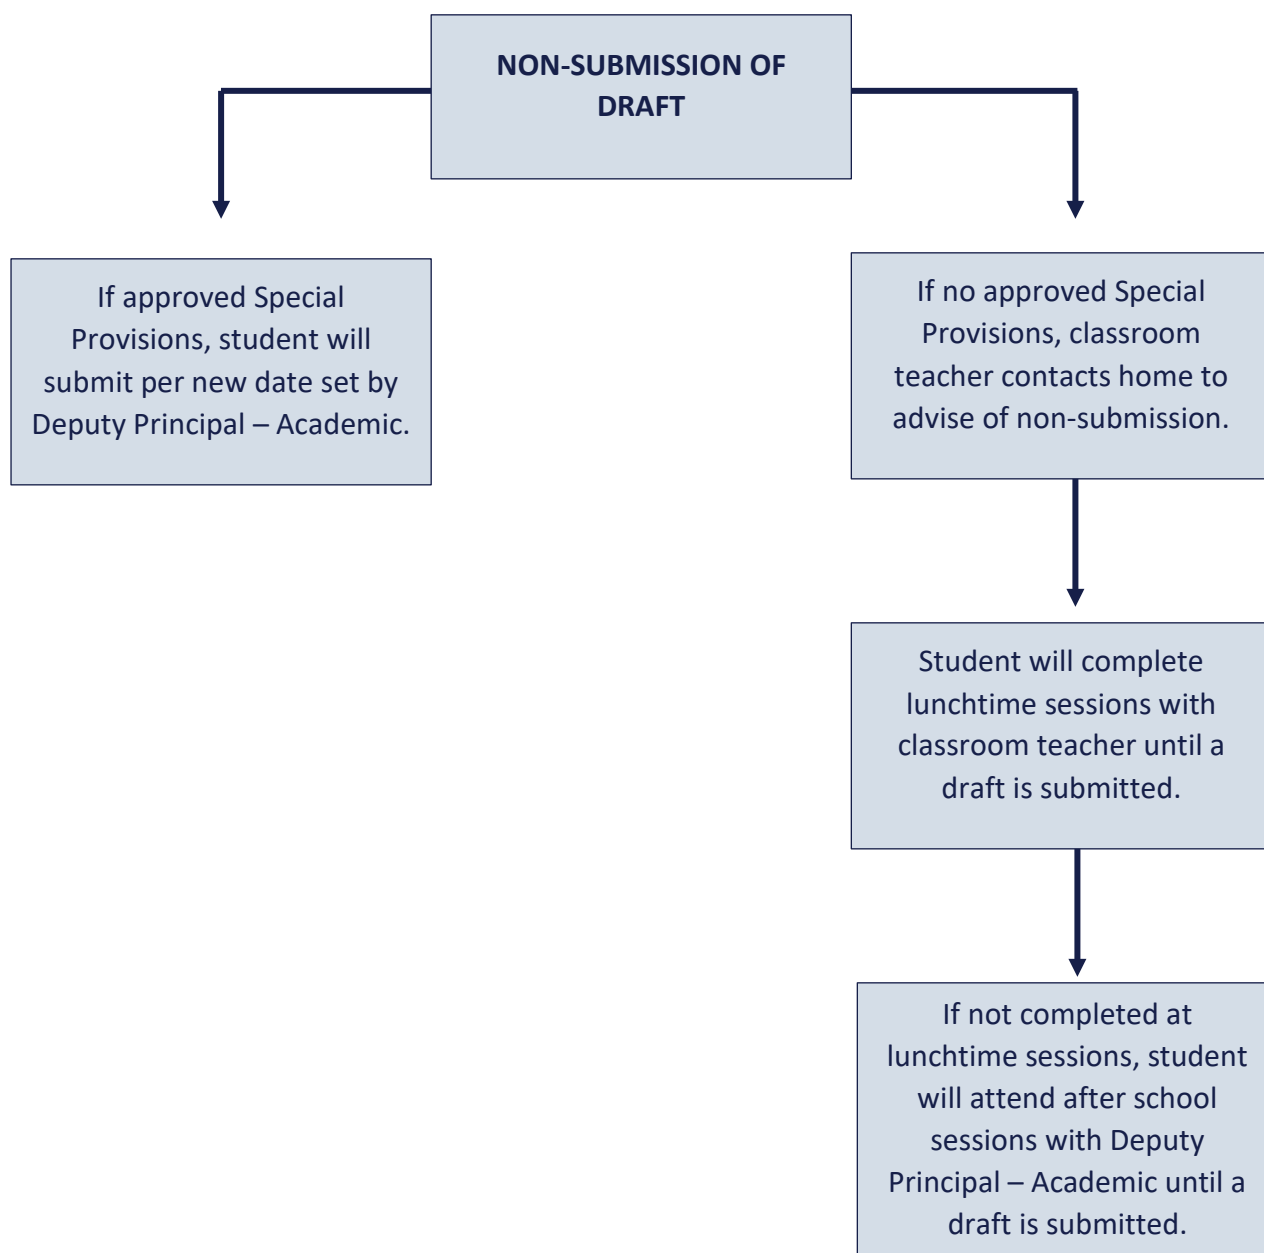 NON-SUBMISSION OF
DRAFT
If approved Special
Provisions, student will
submit per new date set by
Deputy Principal – Academic.
If no approved Special
Provisions, classroom
teacher contacts home to
advise of non-submission.
Student will complete
lunchtime sessions with
classroom teacher until a
draft is submitted.
If not completed at
lunchtime sessions, student
will attend after school
sessions with Deputy
Principal – Academic until a
draft is submitted.